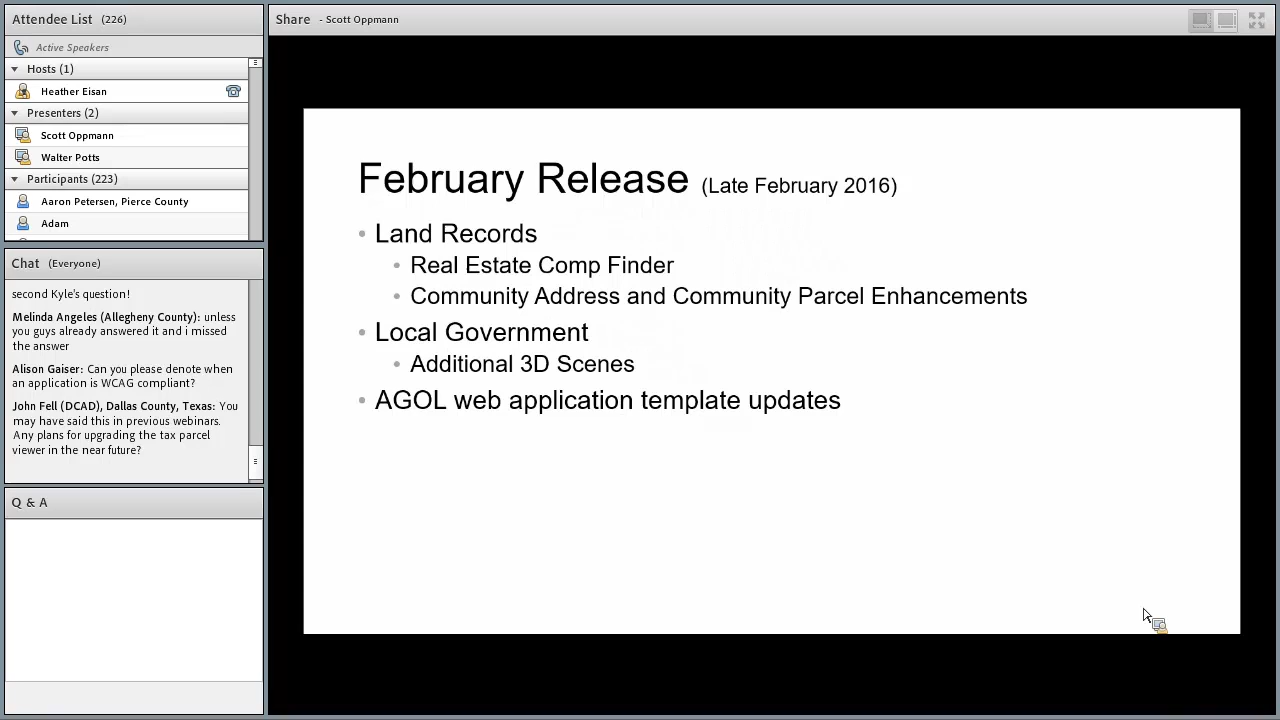 Attendee List (226)
Active Speakers
Hosts (1)
Heather Eisan
Presenters (2)
Scott Oppmann
Walter Potts
Participants (223)
Aaron Petersen, Pierce County
Adam
Chat (Everyone)
second Kyle's question!
Melinda Angeles (Allegheny County): unless
you guys already answered it and i missed
the answer
Alison Gaiser: Can you please denote when
an application is WCAG compliant?
John Fell (DCAD), Dallas County, Texas: You
may have said this in previous webinars.
Any plans for upgrading the tax parcel
viewer in the near future?
Q & A
Share - Scott Oppmann
February Release (Late February 2016)
• Land Records
• Real Estate Comp Finder
• Community Address and Community Parcel Enhancements
• Local Government
• Additional 3D Scenes
• AGOL web application template updates